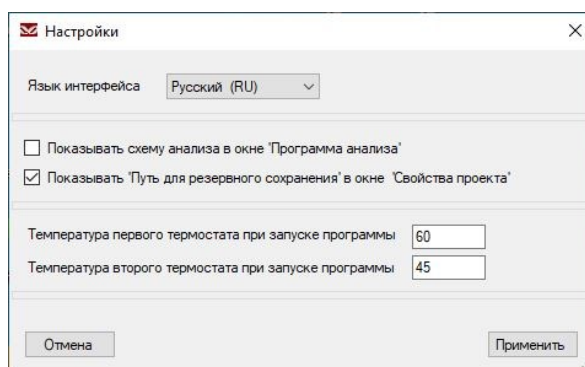 Настройки
Язык интерфейса Русский (RU)
Показывать схему анализа в окне "Программа анализа"
Показывать "Путь для резервного сохранения" в окне "Свойства проекта"
Температура первого термостата при запуске программы 60
Температура второго термостата при запуске программы 45
Отмена Применить